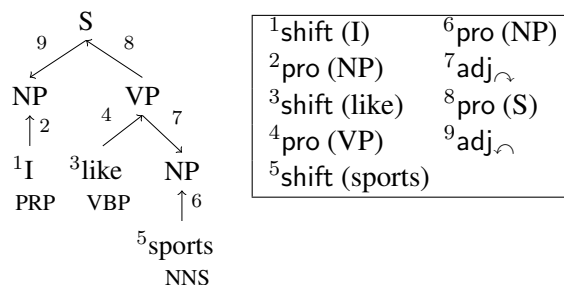 S
9 8
NP VP
2 4 7
¹I ³like NP
PRP VBP 6
⁵sports
NNS
¹shift (I) ⁶pro (NP)
²pro (NP) ⁷adj↷
³shift (like) ⁸pro (S)
⁴pro (VP) ⁹adj↶
⁵shift (sports)